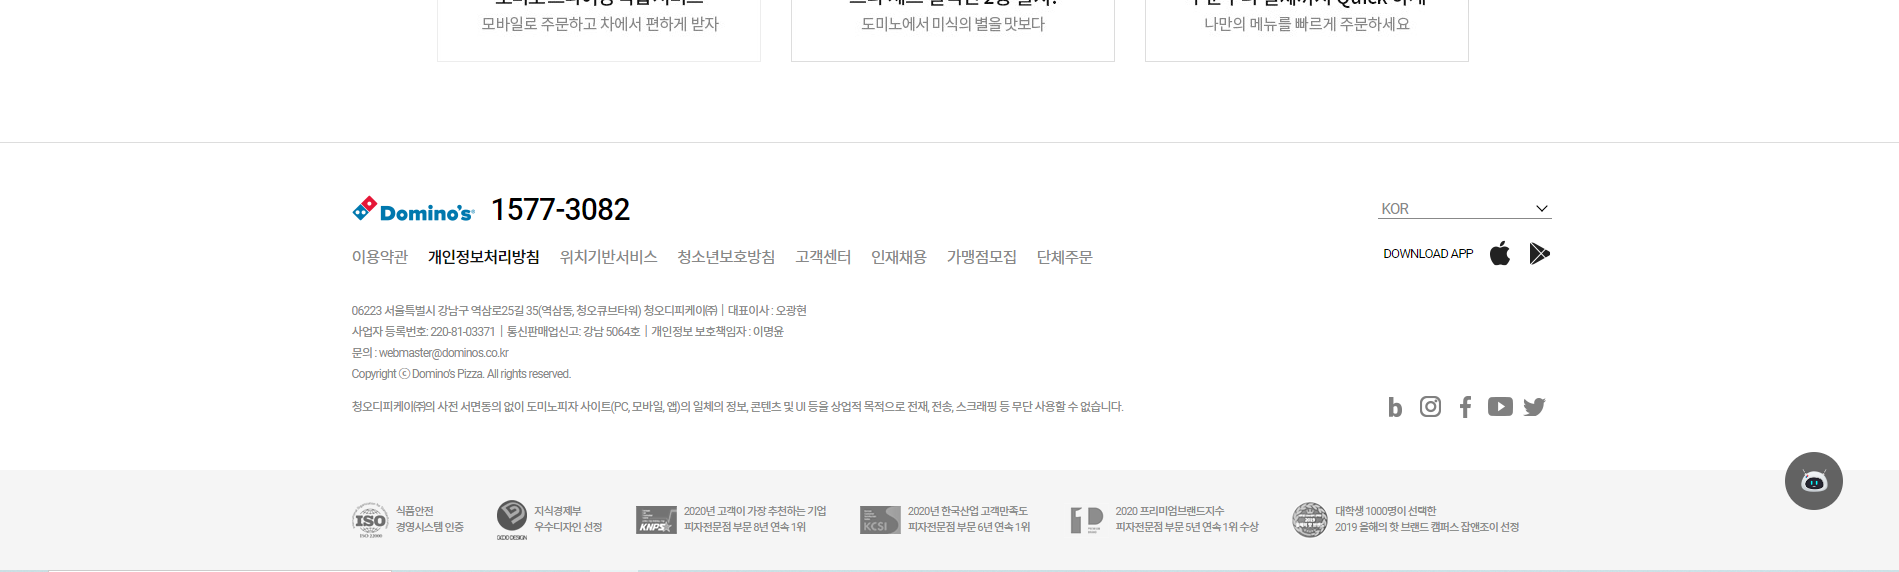 모바일로 주문하고 차에서 편하게 받자
도미노에서 미식의 별을 맛보다
나만의 메뉴를 빠르게 주문하세요
Domino's 1577-3082
KOR
이용약관 개인정보처리방침 위치기반서비스 청소년보호방침 고객센터 인재채용 가맹점모집 단체주문
DOWNLOAD APP
06223 서울특별시 강남구 역삼로25길 35(역삼동, 청오큐브타워) 청오디피케이㈜ | 대표이사 : 오광현
사업자 등록번호: 220-81-03371 | 통신판매업신고: 강남 5064호 | 개인정보 보호책임자 : 이명윤
문의 : webmaster@dominos.co.kr
Copyright ⓒ Domino's Pizza. All rights reserved.
청오디피케이㈜의 사전 서면동의 없이 도미노피자 사이트(PC, 모바일, 앱)의 일체의 정보, 콘텐츠 및 UI 등을 상업적 목적으로 전재, 전송, 스크래핑 등 무단 사용할 수 없습니다.
ISO
식품안전
경영시스템 인증
지식경제부
우수디자인 선정
KNPS
2020년 고객이 가장 추천하는 기업
피자전문점 부문 8년 연속 1위
KCSI
2020년 한국산업 고객만족도
피자전문점 부문 6년 연속 1위
2020 프리미엄브랜드지수
피자전문점 부문 5년 연속 1위 수상
대학생 1000명이 선택한
2019 올해의 핫 브랜드 캠퍼스 잡앤조이 선정